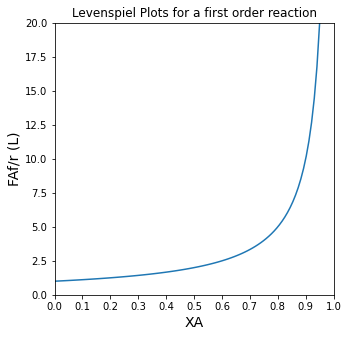 Levenspiel Plots for a first order reaction
FAf/r (L)
20.0
17.5
15.0
12.5
10.0
7.5
5.0
2.5
0.0
0.0 0.1 0.2 0.3 0.4 0.5 0.6 0.7 0.8 0.9 1.0
XA